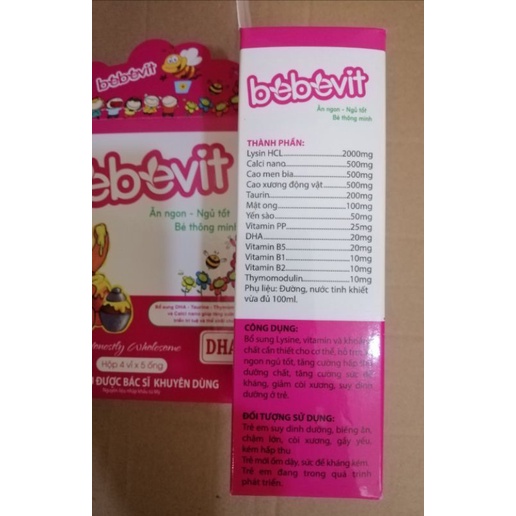 bebevit
Ăn ngon - Ngủ tốt
Bé thông minh
THÀNH PHẦN:
Lysin HCL...2000mg
Calci nano...500mg
Cao men bia...500mg
Cao xương động vật...500mg
Taurin...200mg
Mật ong...100mg
Yến sào...50mg
Vitamin PP...25mg
DHA...20mg
Vitamin B5...20mg
Vitamin B1...10mg
Vitamin B2...10mg
Thymomodulin...10mg
Phụ liệu: Đường, nước tinh khiết
vừa đủ 100ml.
CÔNG DỤNG:
Bổ sung Lysine, vitamin và khoáng
chất cần thiết cho cơ thể, hỗ trợ
ngon ngủ tốt, tăng cường hấp
dưỡng chất, tăng cường sức đề
kháng, giảm còi xương, suy dinh
dưỡng ở trẻ.
ĐỐI TƯỢNG SỬ DỤNG:
Trẻ em suy dinh dưỡng, biếng ăn,
chậm lớn, còi xương, gầy yếu,
kém hấp thu
Trẻ mới ốm dậy, sức đề kháng kém.
Trẻ em đang trong quá trình
phát triển.
bebevit
ebevit
Ăn ngon - Ngủ tốt
Bé thông minh
Honestly Wholesome
DHA
Hộp 4 vỉ x 5 ống
ĐƯỢC BÁC SĨ KHUYÊN DÙNG